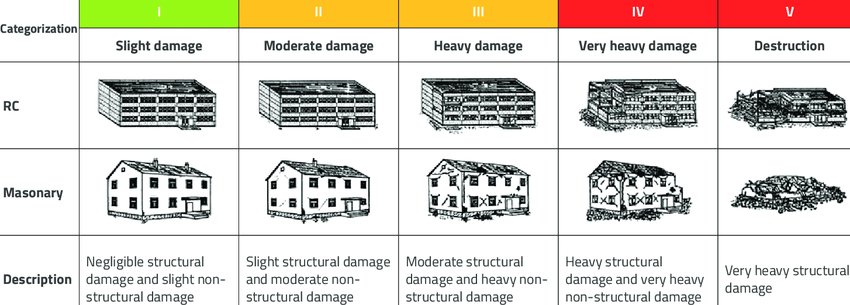 Categorization
I
II
III
IV
V
Slight damage
Moderate damage
Heavy damage
Very heavy damage
Destruction
RC
Masonary
Description
Negligible structural
damage and slight non-
structural damage
Slight structural damage
and moderate non-
structural damage
Moderate structural
damage and heavy non-
structural damage
Heavy structural
damage and very heavy
non-structural damage
Very heavy structural
damage